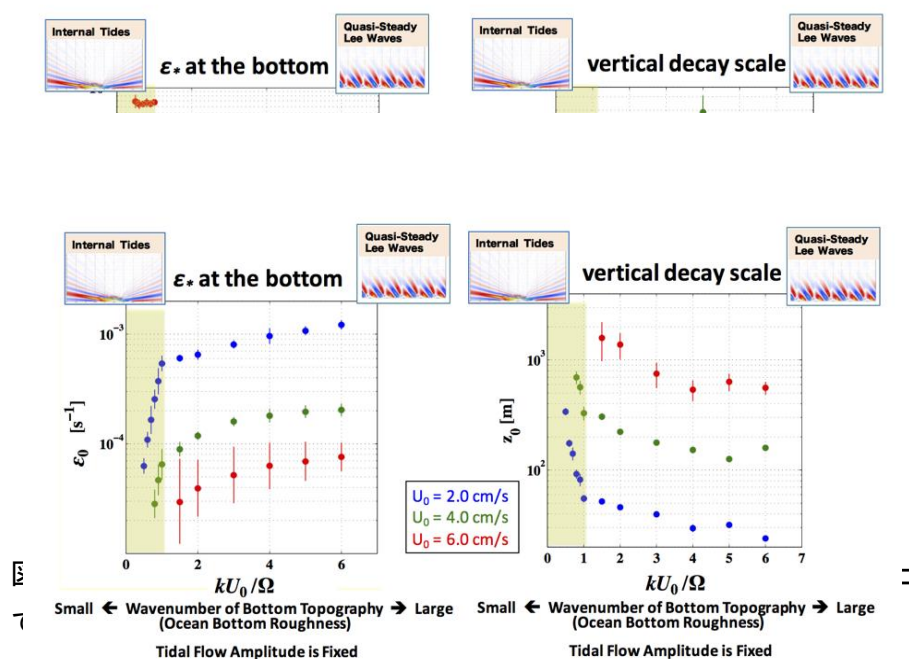 Internal Tides
ε* at the bottom
Quasi-Steady
Lee Waves
Internal Tides
vertical decay scale
Quasi-Steady
Lee Waves
Internal Tides
ε* at the bottom
Quasi-Steady
Lee Waves
10⁻³
10⁻⁴
ε₀ [s⁻¹]
0 1 2 4 6
kU₀/Ω
Small ← Wavenumber of Bottom Topography → Large
(Ocean Bottom Roughness)
Tidal Flow Amplitude is Fixed
U₀ = 2.0 cm/s
U₀ = 4.0 cm/s
U₀ = 6.0 cm/s
Internal Tides
vertical decay scale
Quasi-Steady
Lee Waves
10³
10²
z₀ [m]
0 1 2 3 4 5 6 7
kU₀/Ω
Small ← Wavenumber of Bottom Topography → Large
(Ocean Bottom Roughness)
Tidal Flow Amplitude is Fixed